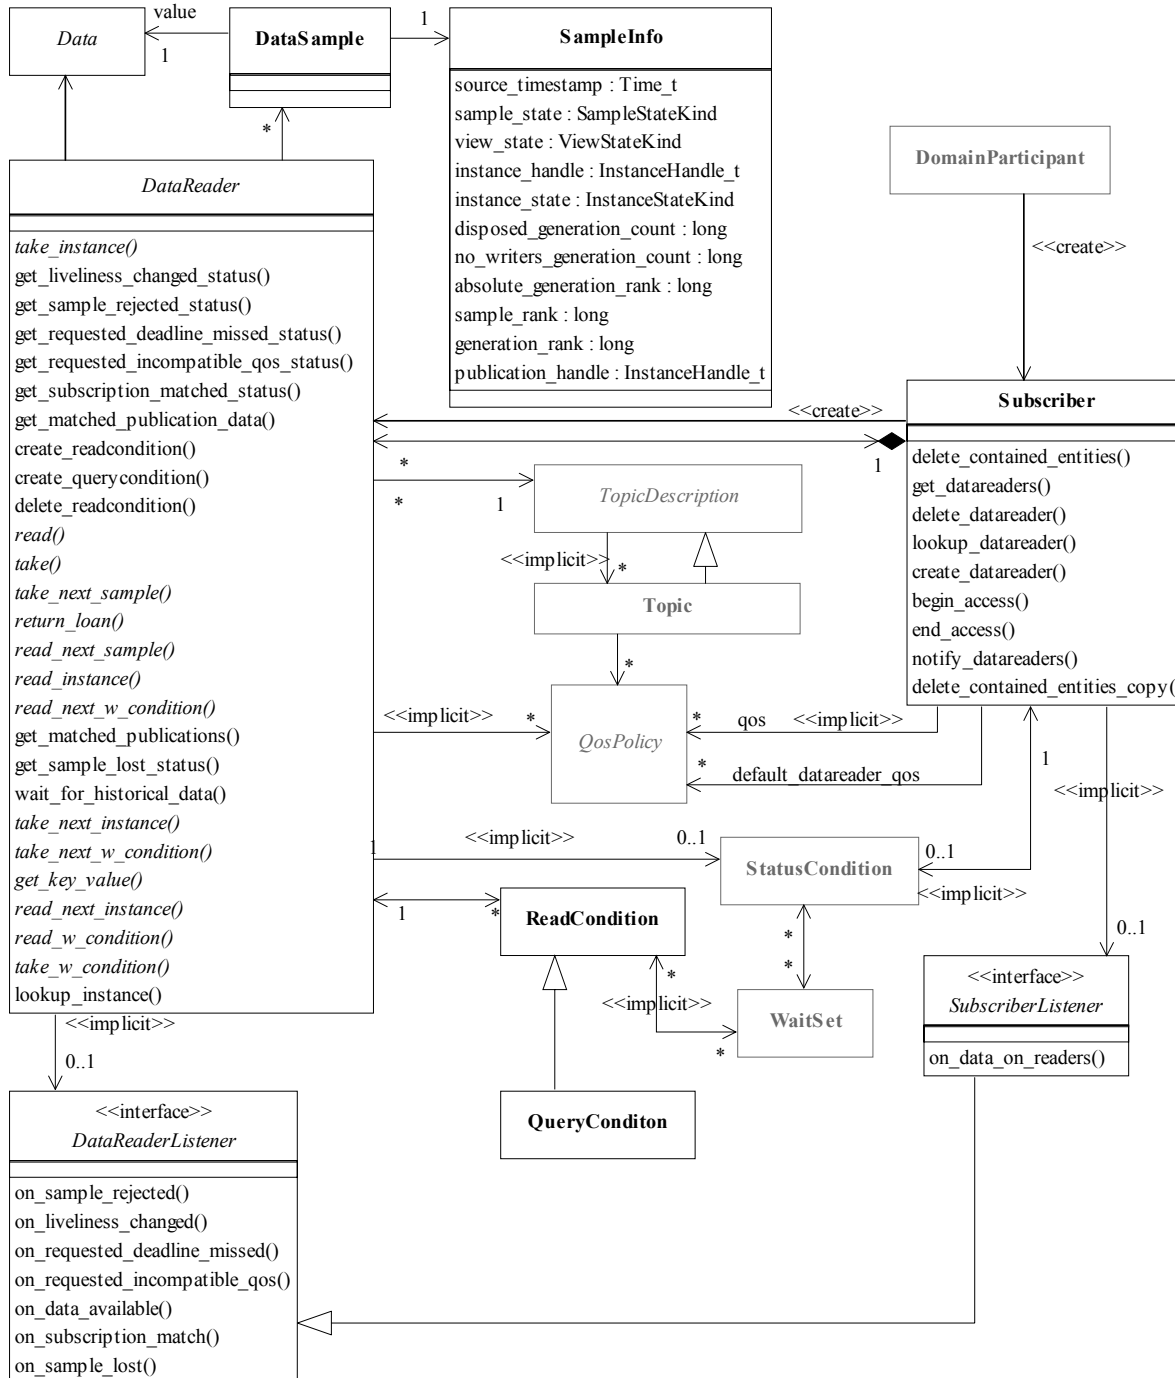 Data
value
1
DataSample
1
SampleInfo
source_timestamp : Time_t
sample_state : SampleStateKind
view_state : ViewStateKind
instance_handle : InstanceHandle_t
instance_state : InstanceStateKind
disposed_generation_count : long
no_writers_generation_count : long
absolute_generation_rank : long
sample_rank : long
generation_rank : long
publication_handle : InstanceHandle_t
*
DomainParticipant
<<create>>
DataReader
take_instance()
get_liveliness_changed_status()
get_sample_rejected_status()
get_requested_deadline_missed_status()
get_requested_incompatible_qos_status()
get_subscription_matched_status()
get_matched_publication_data()
create_readcondition()
create_querycondition()
delete_readcondition()
read()
take()
take_next_sample()
return_loan()
read_next_sample()
read_instance()
read_next_w_condition()
get_matched_publications()
get_sample_lost_status()
wait_for_historical_data()
take_next_instance()
take_next_w_condition()
get_key_value()
read_next_instance()
read_w_condition()
take_w_condition()
lookup_instance()
<<create>>
*
1
Subscriber
delete_contained_entities()
get_datareaders()
delete_datareader()
lookup_datareader()
create_datareader()
begin_access()
end_access()
notify_datareaders()
delete_contained_entities_copy(
*
1
TopicDescription
<<implicit>>
*
Topic
*
<<implicit>>
*
QosPolicy
*
qos
<<implicit>>
*
default_datareader_qos
1
<<implicit>>
0..1
StatusCondition
0..1
<<implicit>>
1
<<implicit>>
0..1
1
*
ReadCondition
*
*
*
<<implicit>>
*
WaitSet
QueryConditon
<<interface>>
SubscriberListener
on_data_on_readers()
<<implicit>>
0..1
<<interface>>
DataReaderListener
on_sample_rejected()
on_liveliness_changed()
on_requested_deadline_missed()
on_requested_incompatible_qos()
on_data_available()
on_subscription_match()
on_sample_lost()